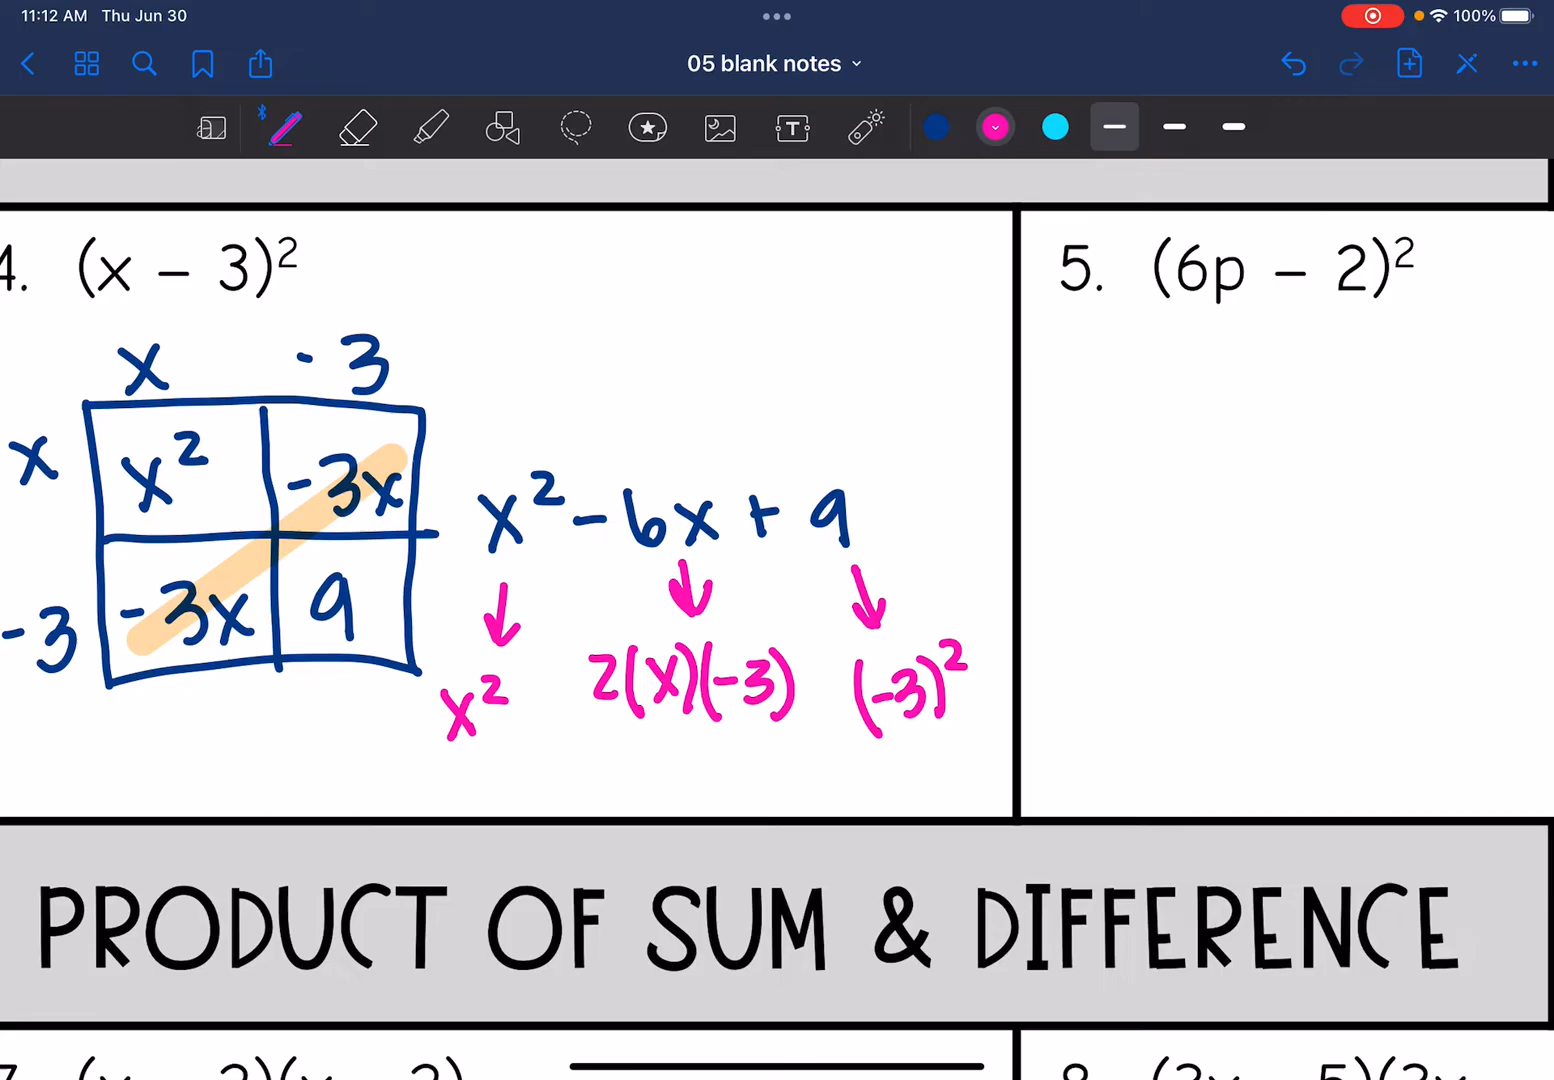 11:12 AM Thu Jun 30
100%
05 blank notes
T
4. (x – 3)²
5. (6p – 2)²
x - 3
x x² -3x
x² - 6x + 9
-3 -3x 9
x² 2(x)(-3) (-3)²
PRODUCT OF SUM & DIFFERENCE